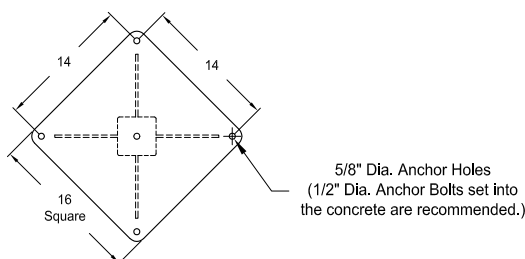 14
14
16
Square
5/8" Dia. Anchor Holes
(1/2" Dia. Anchor Bolts set into
the concrete are recommended.)